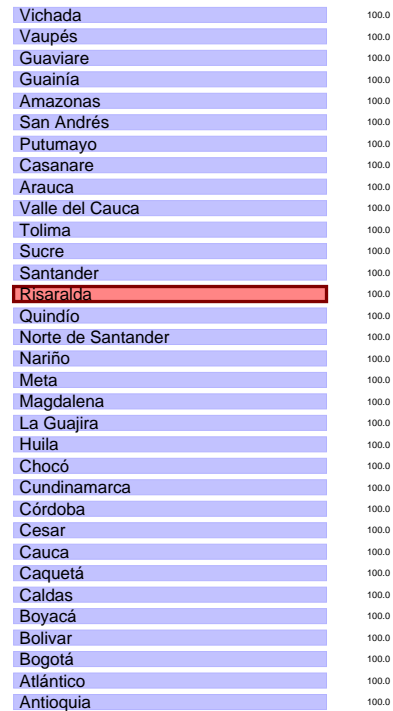 Vichada 100.0
Vaupés 100.0
Guaviare 100.0
Guainía 100.0
Amazonas 100.0
San Andrés 100.0
Putumayo 100.0
Casanare 100.0
Arauca 100.0
Valle del Cauca 100.0
Tolima 100.0
Sucre 100.0
Santander 100.0
Risaralda 100.0
Quindío 100.0
Norte de Santander 100.0
Nariño 100.0
Meta 100.0
Magdalena 100.0
La Guajira 100.0
Huila 100.0
Chocó 100.0
Cundinamarca 100.0
Córdoba 100.0
Cesar 100.0
Cauca 100.0
Caquetá 100.0
Caldas 100.0
Boyacá 100.0
Bolivar 100.0
Bogotá 100.0
Atlántico 100.0
Antioquia 100.0